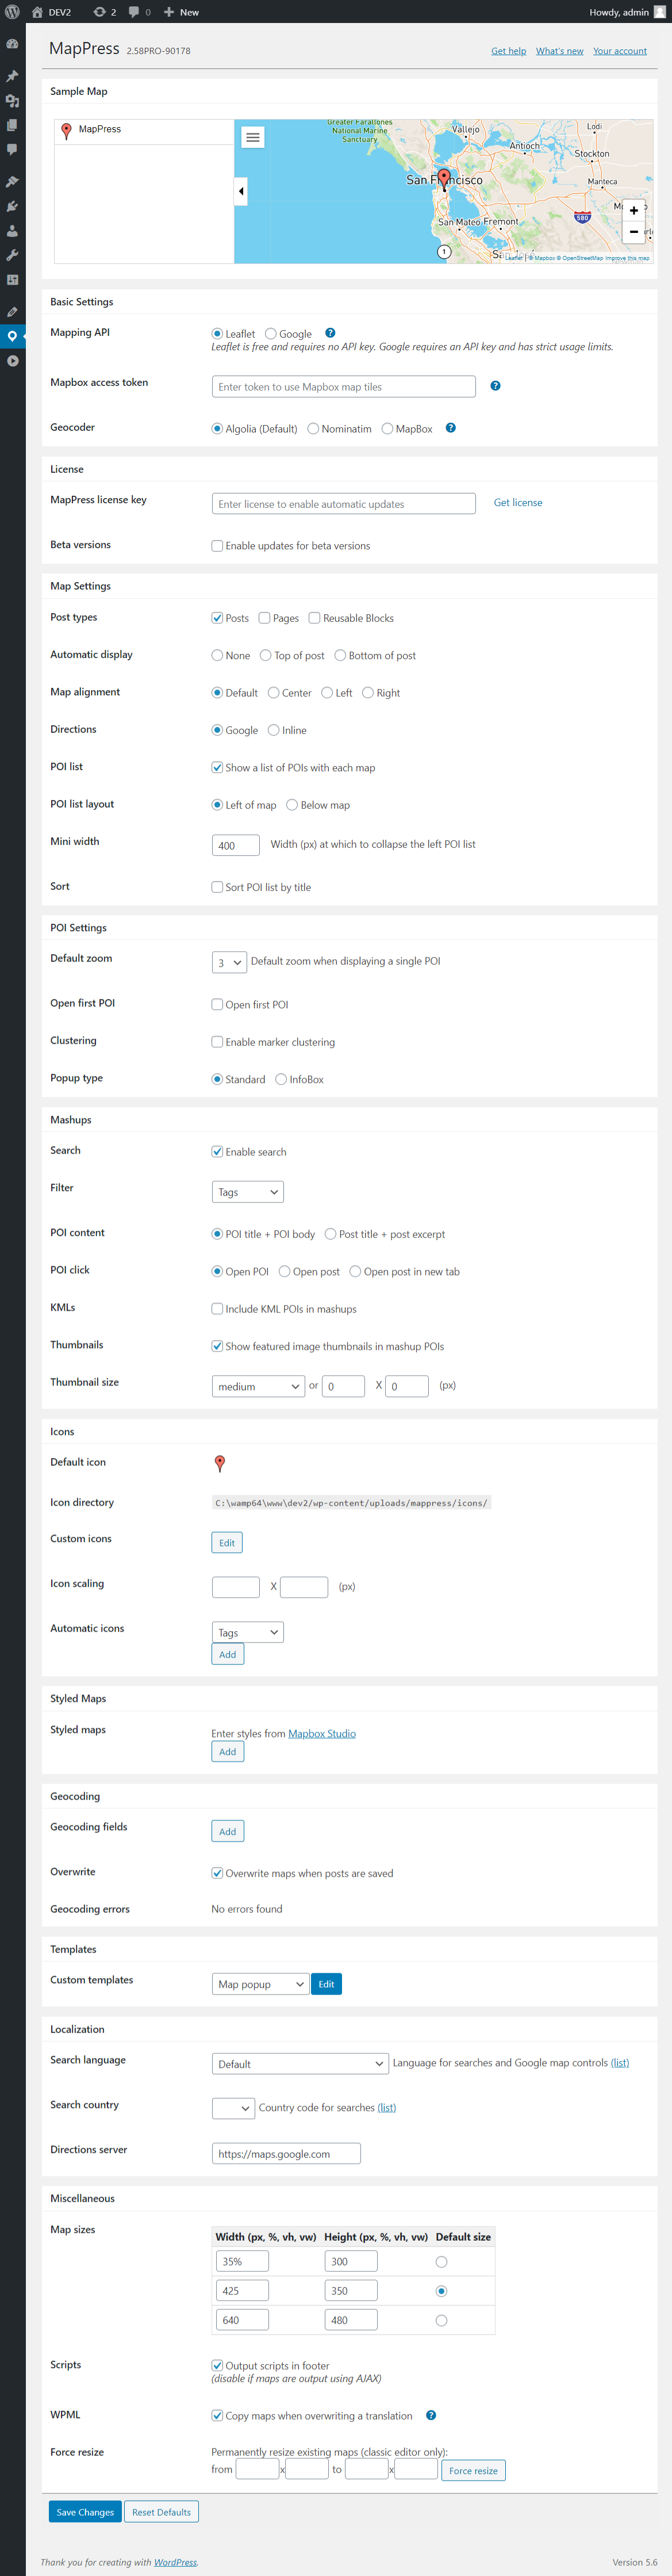 DEV2 2 0 New Howdy, admin
MapPress 2.58PRO-90178 Get help What's new Your account
Sample Map
MapPress
Greater Farallones
National Marine
Sanctuary
Vallejo
Lodi
Antioch
Stockton
San Francisco
Manteca
580
San Mateo Fremont
+
−
1
Leaflet | © Mapbox © OpenStreetMap Improve this map
Basic Settings
Mapping API Leaflet Google ?
Leaflet is free and requires no API key. Google requires an API key and has strict usage limits.
Mapbox access token Enter token to use Mapbox map tiles ?
Geocoder Algolia (Default) Nominatim MapBox ?
License
MapPress license key Enter license to enable automatic updates Get license
Beta versions Enable updates for beta versions
Map Settings
Post types Posts Pages Reusable Blocks
Automatic display None Top of post Bottom of post
Map alignment Default Center Left Right
Directions Google Inline
POI list Show a list of POIs with each map
POI list layout Left of map Below map
Mini width 400 Width (px) at which to collapse the left POI list
Sort Sort POI list by title
POI Settings
Default zoom 3 Default zoom when displaying a single POI
Open first POI Open first POI
Clustering Enable marker clustering
Popup type Standard InfoBox
Mashups
Search Enable search
Filter Tags
POI content POI title + POI body Post title + post excerpt
POI click Open POI Open post Open post in new tab
KMLs Include KML POIs in mashups
Thumbnails Show featured image thumbnails in mashup POIs
Thumbnail size medium or 0 X 0 (px)
Icons
Default icon
Icon directory C:\wamp64\www\dev2/wp-content/uploads/mappress/icons/
Custom icons Edit
Icon scaling X (px)
Automatic icons Tags
Add
Styled Maps
Styled maps Enter styles from Mapbox Studio
Add
Geocoding
Geocoding fields Add
Overwrite Overwrite maps when posts are saved
Geocoding errors No errors found
Templates
Custom templates Map popup Edit
Localization
Search language Default Language for searches and Google map controls (list)
Search country Country code for searches (list)
Directions server https://maps.google.com
Miscellaneous
Map sizes Width (px, %, vh, vw) Height (px, %, vh, vw) Default size
35% 300
425 350
640 480
Scripts Output scripts in footer
(disable if maps are output using AJAX)
WPML Copy maps when overwriting a translation ?
Force resize Permanently resize existing maps (classic editor only):
from x to x Force resize
Save Changes Reset Defaults
Thank you for creating with WordPress. Version 5.6